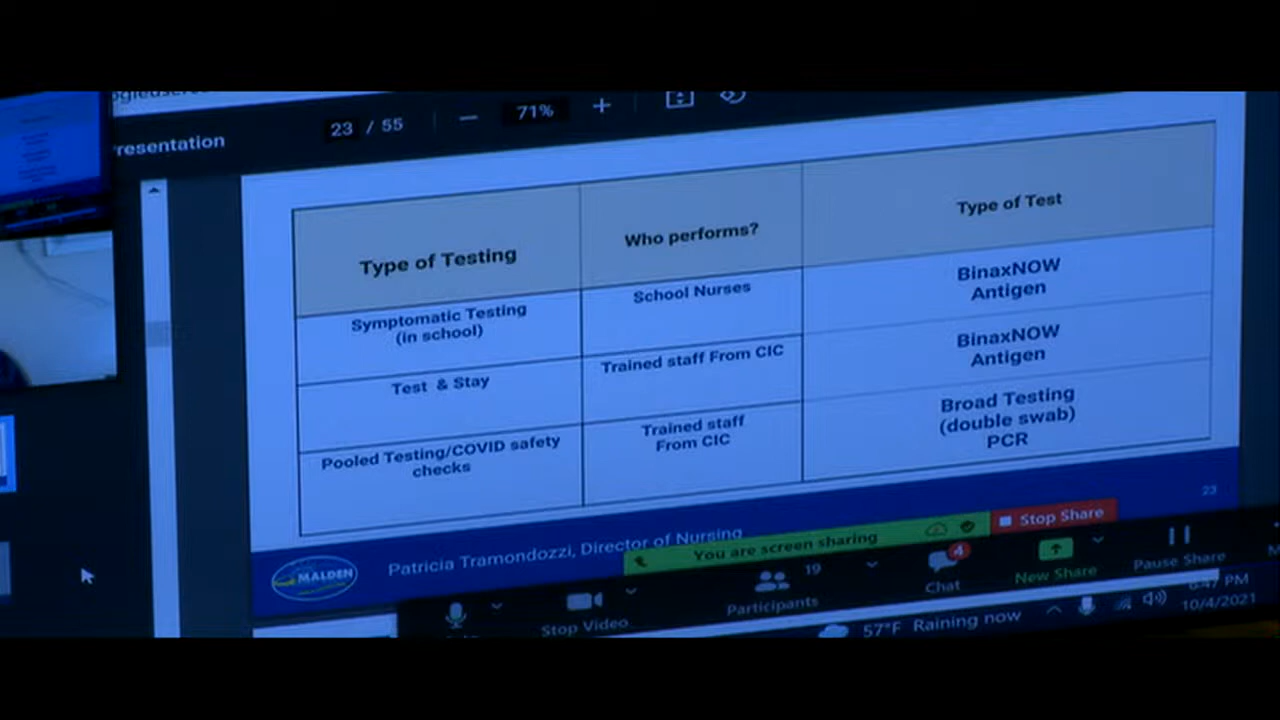 resentation
23 / 55
71%
Type of Testing
Who performs?
Type of Test
Symptomatic Testing
(in school)
School Nurses
BinaxNOW
Antigen
Test & Stay
Trained staff From CIC
BinaxNOW
Antigen
Pooled Testing/COVID safety
checks
Trained staff
From CIC
Broad Testing
(double swab)
PCR
23
MALDEN
Patricia Tramondozzi, Director of Nursing
You are screen sharing
Stop Share
Stop Video
19
Participants
4
Chat
New Share
Pause Share
57°F Raining now
PM
10/4/2021